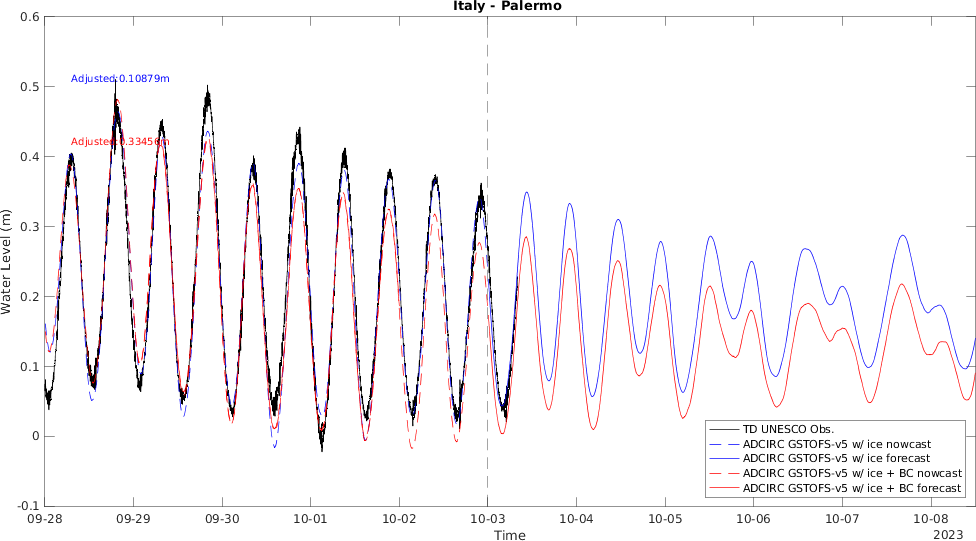 Italy - Palermo
0.6
0.5
0.4
0.3
0.2
0.1
0
-0.1
Water Level (m)
Adjusted:0.10879m
Adjusted:0.33456m
TD UNESCO Obs.
ADCIRC GSTOFS-v5 w/ ice nowcast
ADCIRC GSTOFS-v5 w/ ice forecast
ADCIRC GSTOFS-v5 w/ ice + BC nowcast
ADCIRC GSTOFS-v5 w/ ice + BC forecast
09-28 09-29 09-30 10-01 10-02 10-03 10-04 10-05 10-06 10-07 10-08
Time
2023